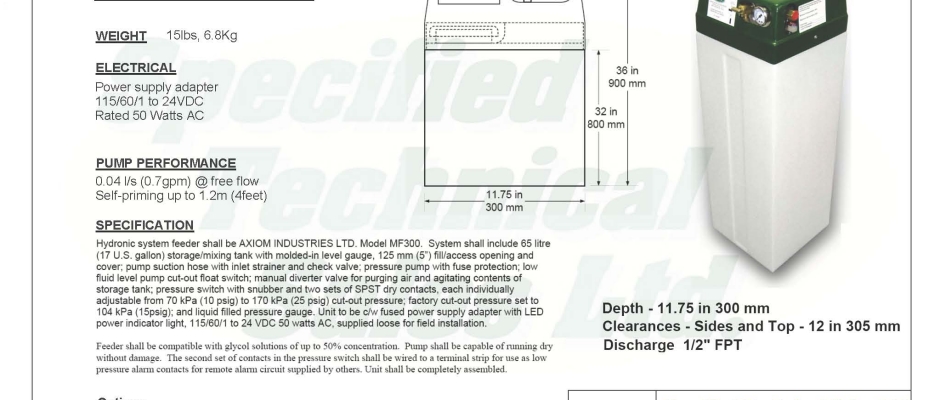 WEIGHT 15lbs, 6.8Kg
ELECTRICAL
Power supply adapter
115/60/1 to 24VDC
Rated 50 Watts AC
PUMP PERFORMANCE
0.04 l/s (0.7gpm) @ free flow
Self-priming up to 1.2m (4feet)
SPECIFICATION
Hydronic system feeder shall be AXIOM INDUSTRIES LTD. Model MF300. System shall include 65 litre
(17 U.S. gallon) storage/mixing tank with molded-in level gauge, 125 mm (5") fill/access opening and
cover; pump suction hose with inlet strainer and check valve; pressure pump with fuse protection; low
fluid level pump cut-out float switch; manual diverter valve for purging air and agitating contents of
storage tank; pressure switch with snubber and two sets of SPST dry contacts, each individually
adjustable from 70 kPa (10 psig) to 170 kPa (25 psig) cut-out pressure; factory cut-out pressure set to
104 kPa (15psig); and liquid filled pressure gauge. Unit to be c/w fused power supply adapter with LED
power indicator light, 115/60/1 to 24 VDC 50 watts AC, supplied loose for field installation.
Feeder shall be compatible with glycol solutions of up to 50% concentration. Pump shall be capable of running dry
without damage. The second set of contacts in the pressure switch shall be wired to a terminal strip for use as low
pressure alarm contacts for remote alarm circuit supplied by others. Unit shall be completely assembled.
36 in
900 mm
32 in
800 mm
11.75 in
300 mm
Depth - 11.75 in 300 mm
Clearances - Sides and Top - 12 in 305 mm
Discharge 1/2" FPT
Specified
Technical
Ltd.